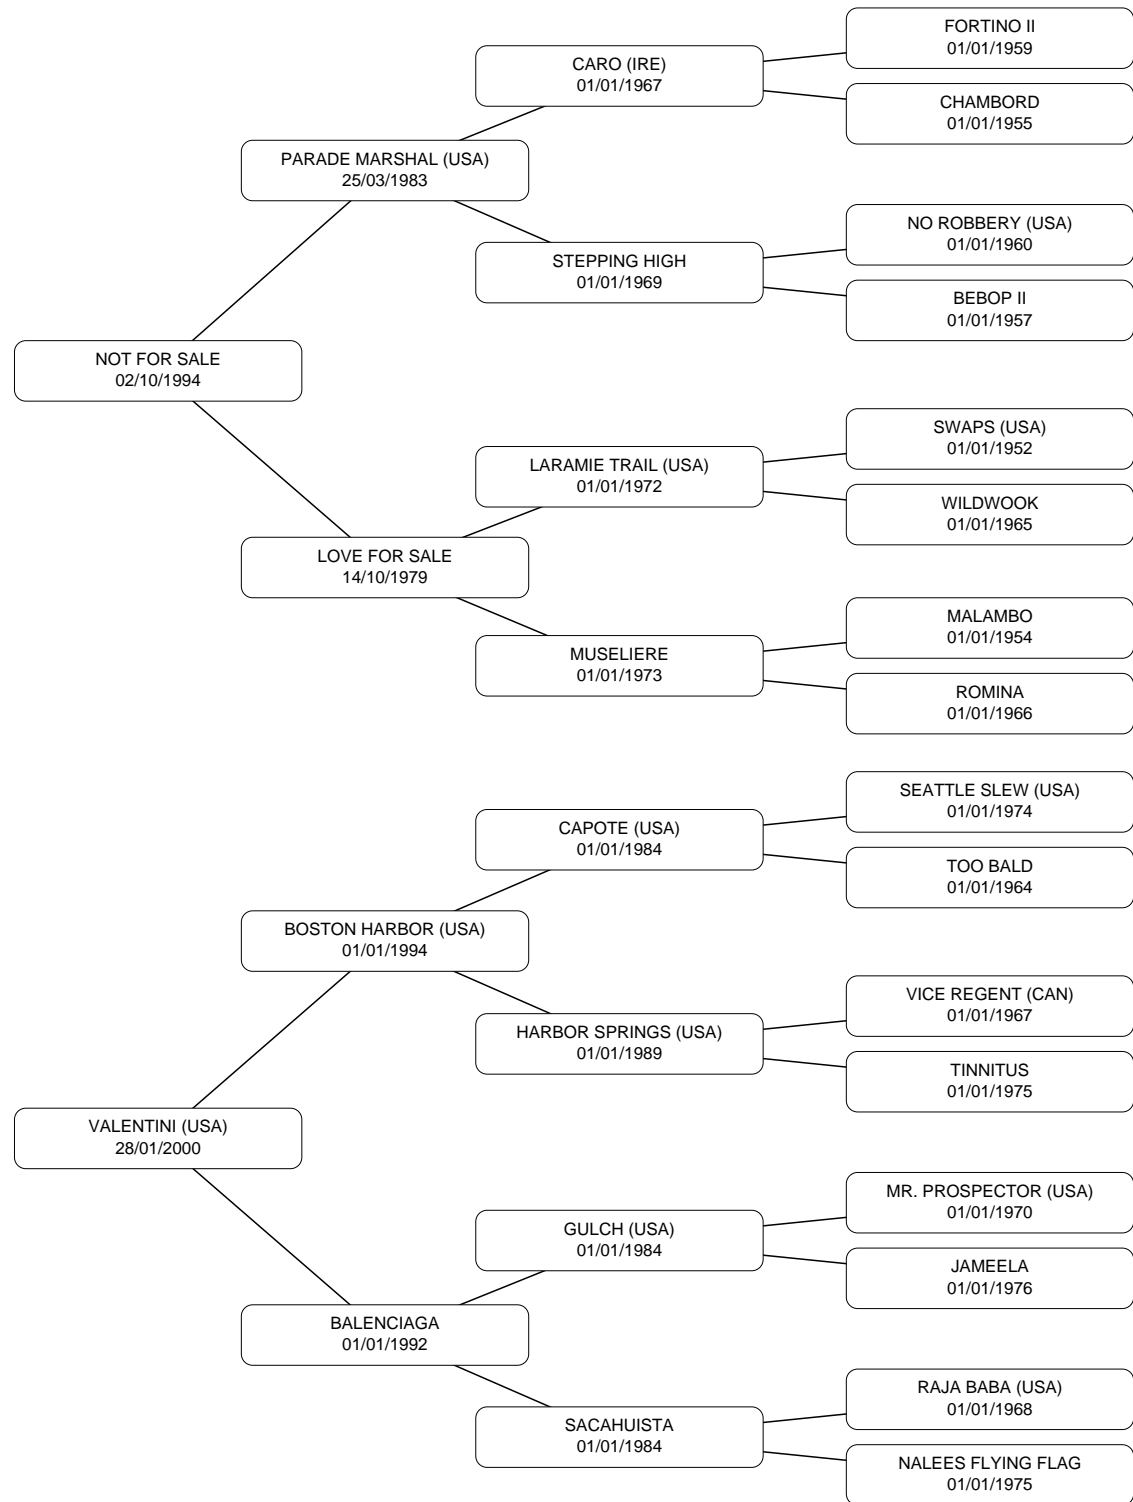 FORTINO II
01/01/1959
CARO (IRE)
01/01/1967
CHAMBORD
01/01/1955
PARADE MARSHAL (USA)
25/03/1983
NO ROBBERY (USA)
01/01/1960
STEPPING HIGH
01/01/1969
BEBOP II
01/01/1957
NOT FOR SALE
02/10/1994
SWAPS (USA)
01/01/1952
LARAMIE TRAIL (USA)
01/01/1972
WILDWOOK
01/01/1965
LOVE FOR SALE
14/10/1979
MALAMBO
01/01/1954
MUSELIERE
01/01/1973
ROMINA
01/01/1966
SEATTLE SLEW (USA)
01/01/1974
CAPOTE (USA)
01/01/1984
TOO BALD
01/01/1964
BOSTON HARBOR (USA)
01/01/1994
VICE REGENT (CAN)
01/01/1967
HARBOR SPRINGS (USA)
01/01/1989
TINNITUS
01/01/1975
VALENTINI (USA)
28/01/2000
MR. PROSPECTOR (USA)
01/01/1970
GULCH (USA)
01/01/1984
JAMEELA
01/01/1976
BALENCIAGA
01/01/1992
RAJA BABA (USA)
01/01/1968
SACAHUISTA
01/01/1984
NALEES FLYING FLAG
01/01/1975